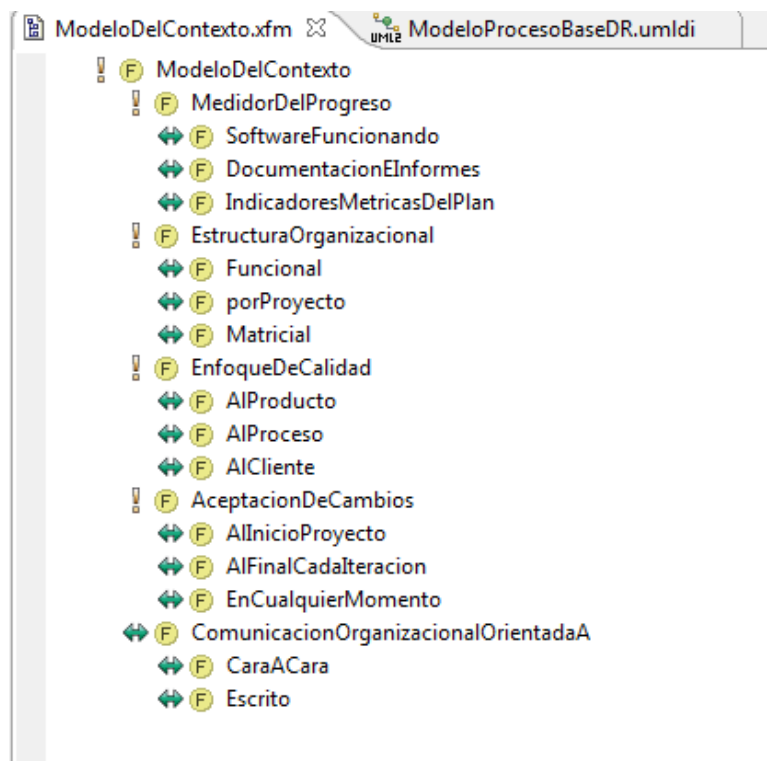 ModeloDelContexto.xfm UML2 ModeloProcesoBaseDR.umldi
F ModeloDelContexto
F MedidorDelProgreso
F SoftwareFuncionando
F DocumentacionEInformes
F IndicadoresMetricasDelPlan
F EstructuraOrganizacional
F Funcional
F porProyecto
F Matricial
F EnfoqueDeCalidad
F AlProducto
F AlProceso
F AlCliente
F AceptacionDeCambios
F AlInicioProyecto
F AlFinalCadaIteracion
F EnCualquierMomento
F ComunicacionOrganizacionalOrientadaA
F CaraACara
F Escrito